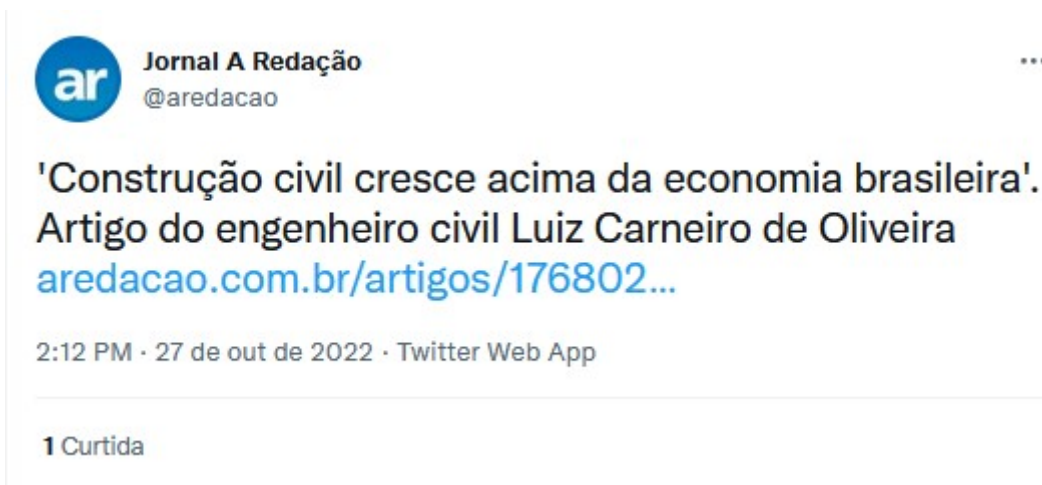 ar
Jornal A Redação
@aredacao
...
'Construção civil cresce acima da economia brasileira'.
Artigo do engenheiro civil Luiz Carneiro de Oliveira
aredacao.com.br/artigos/176802...
2:12 PM · 27 de out de 2022 · Twitter Web App
1 Curtida